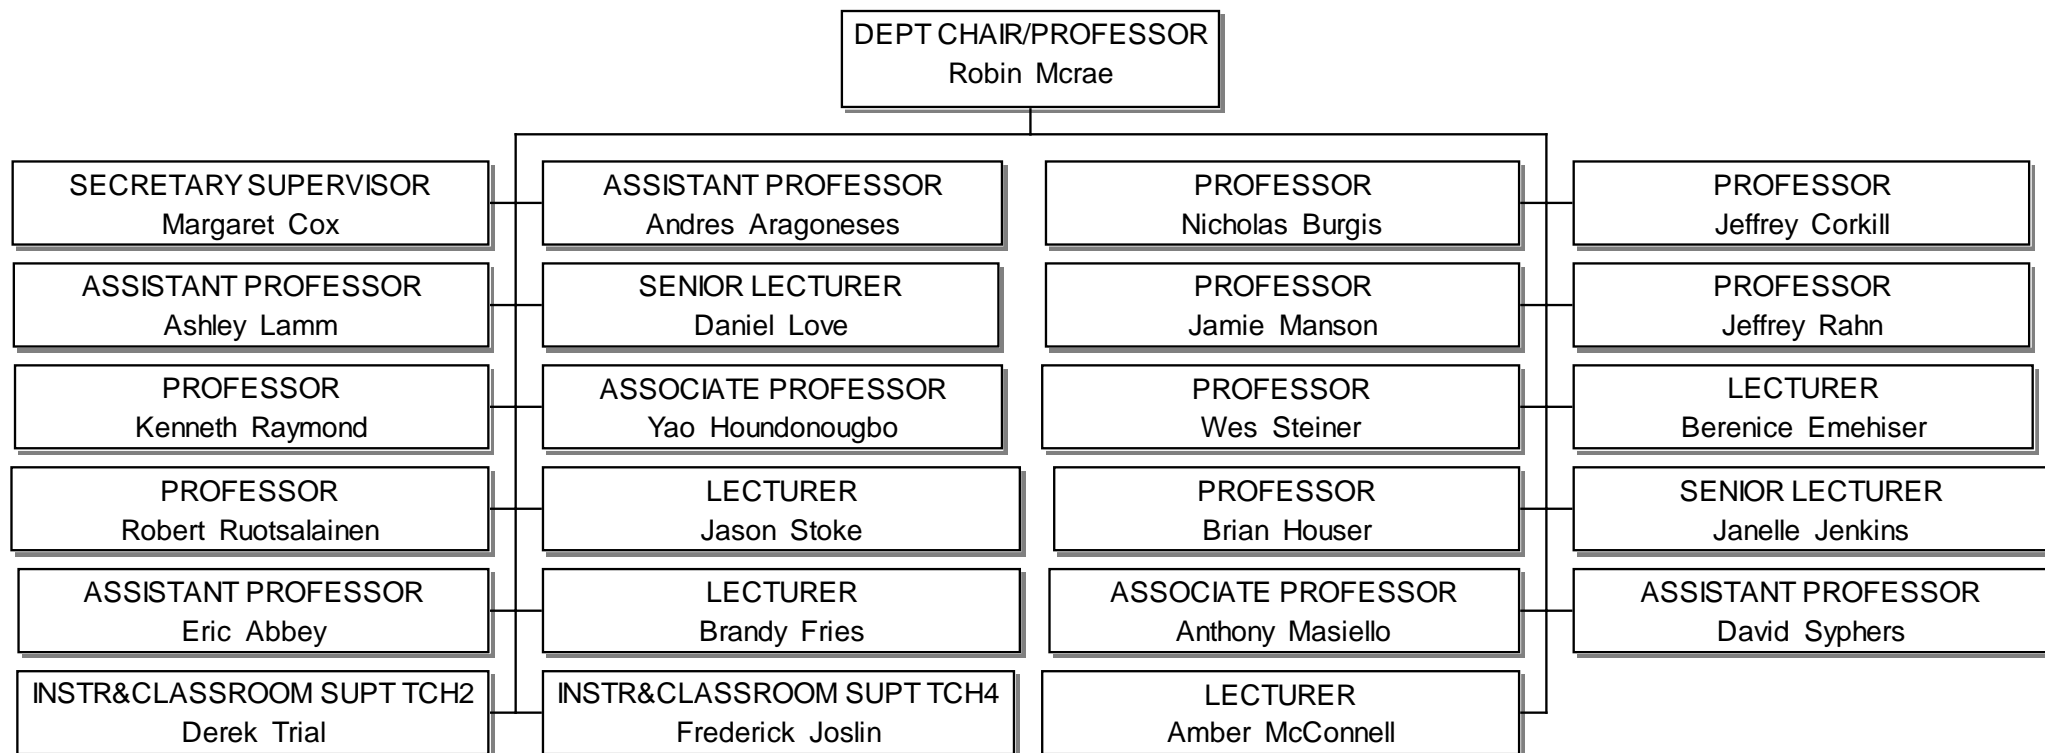 DEPT CHAIR/PROFESSOR
Robin Mcrae
SECRETARY SUPERVISOR
Margaret Cox
ASSISTANT PROFESSOR
Andres Aragoneses
PROFESSOR
Nicholas Burgis
PROFESSOR
Jeffrey Corkill
ASSISTANT PROFESSOR
Ashley Lamm
SENIOR LECTURER
Daniel Love
PROFESSOR
Jamie Manson
PROFESSOR
Jeffrey Rahn
PROFESSOR
Kenneth Raymond
ASSOCIATE PROFESSOR
Yao Houndonougbo
PROFESSOR
Wes Steiner
LECTURER
Berenice Emehiser
PROFESSOR
Robert Ruotsalainen
LECTURER
Jason Stoke
PROFESSOR
Brian Houser
SENIOR LECTURER
Janelle Jenkins
ASSISTANT PROFESSOR
Eric Abbey
LECTURER
Brandy Fries
ASSOCIATE PROFESSOR
Anthony Masiello
ASSISTANT PROFESSOR
David Syphers
INSTR&CLASSROOM SUPT TCH2
Derek Trial
INSTR&CLASSROOM SUPT TCH4
Frederick Joslin
LECTURER
Amber McConnell